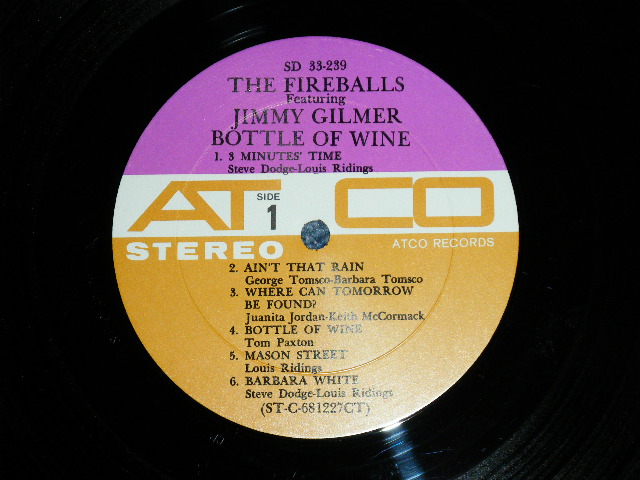 SD 33-239
THE FIREBALLS
Featuring
JIMMY GILMER
BOTTLE OF WINE
1. 3 MINUTES' TIME
Steve Dodge-Louis Ridings
ATCO
SIDE
1
STEREO
ATCO RECORDS
2. AIN'T THAT RAIN
George Tomsco-Barbara Tomsco
3. WHERE CAN TOMORROW
BE FOUND?
Juanita Jordan-Keith McCormack
4. BOTTLE OF WINE
Tom Paxton
5. MASON STREET
Louis Ridings
6. BARBARA WHITE
Steve Dodge-Louis Ridings
(ST-C-681227CT)